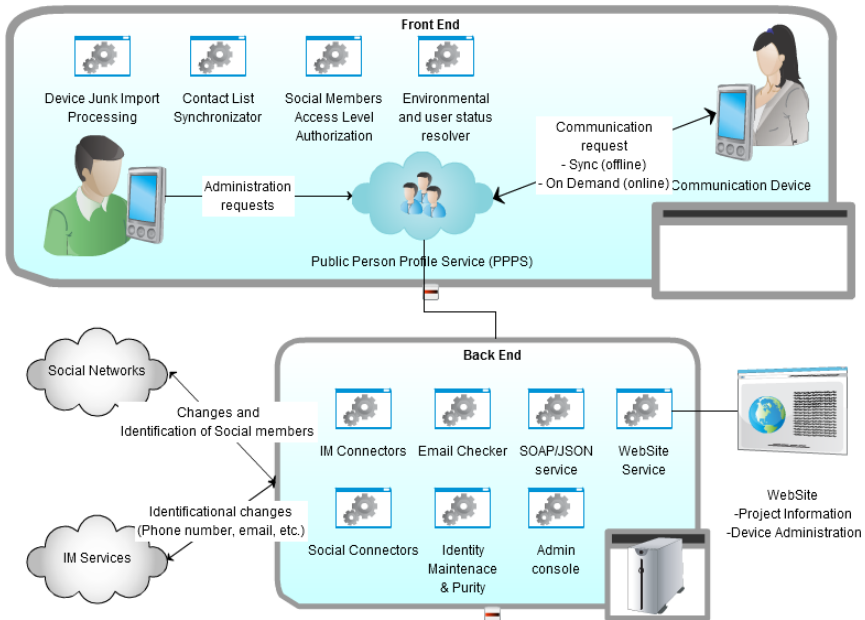 Front End
Device Junk Import
Processing
Contact List
Synchronizator
Social Members
Access Level
Authorization
Environmental
and user status
resolver
Communication
request
- Sync (offline)
- On Demand (online)
Communication Device
Administration
requests
Public Person Profile Service (PPPS)
Back End
Social Networks
Changes and
Identification of Social members
IM Connectors
Email Checker
SOAP/JSON
service
WebSite
Service
Identificational changes
(Phone number, email, etc.)
IM Services
Social Connectors
Identity
Maintenace
& Purity
Admin
console
WebSite
-Project Information
-Device Administration